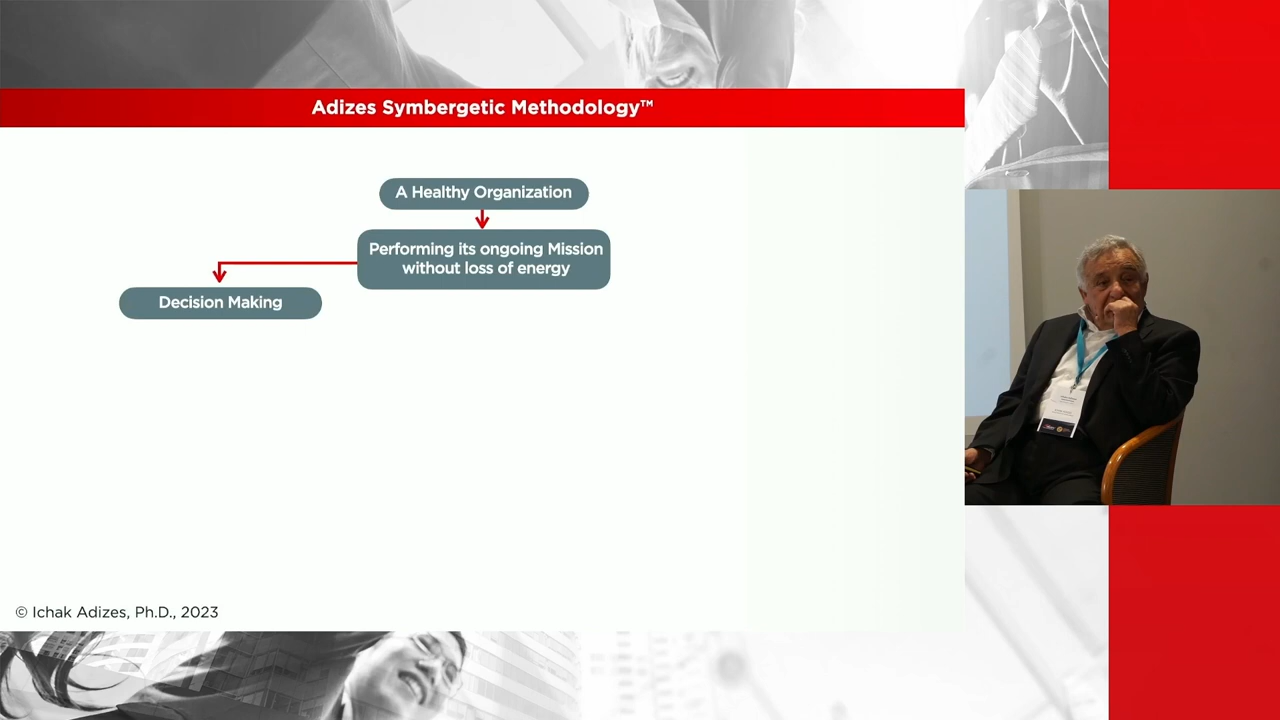 Adizes Symbergetic Methodology™
A Healthy Organization
Performing its ongoing Mission
without loss of energy
Decision Making
© Ichak Adizes, Ph.D., 2023